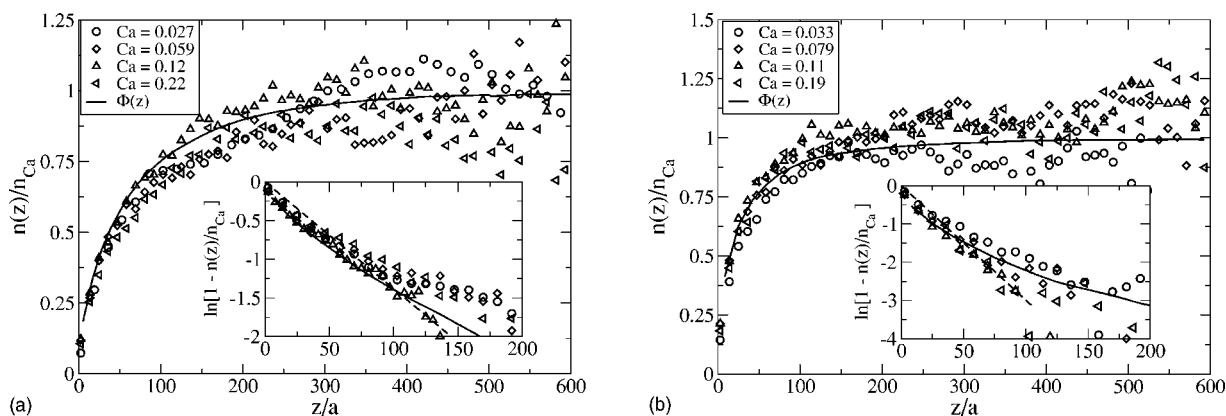 1.25
1
0.75
0.5
0.25
0
n(z)/n_Ca
Ca = 0.027
Ca = 0.059
Ca = 0.12
Ca = 0.22
Φ(z)
0
-0.5
-1
-1.5
-2
ln[1 - n(z)/n_Ca]
0 50 100 150 200
0 100 200 300 400 500 600
z/a
(a)
1.5
1.25
1
0.75
0.5
0.25
0
n(z)/n_Ca
Ca = 0.033
Ca = 0.079
Ca = 0.11
Ca = 0.19
Φ(z)
0
-1
-2
-3
-4
ln[1 - n(z)/n_Ca]
0 50 100 150 200
0 100 200 300 400 500 600
z/a
(b)